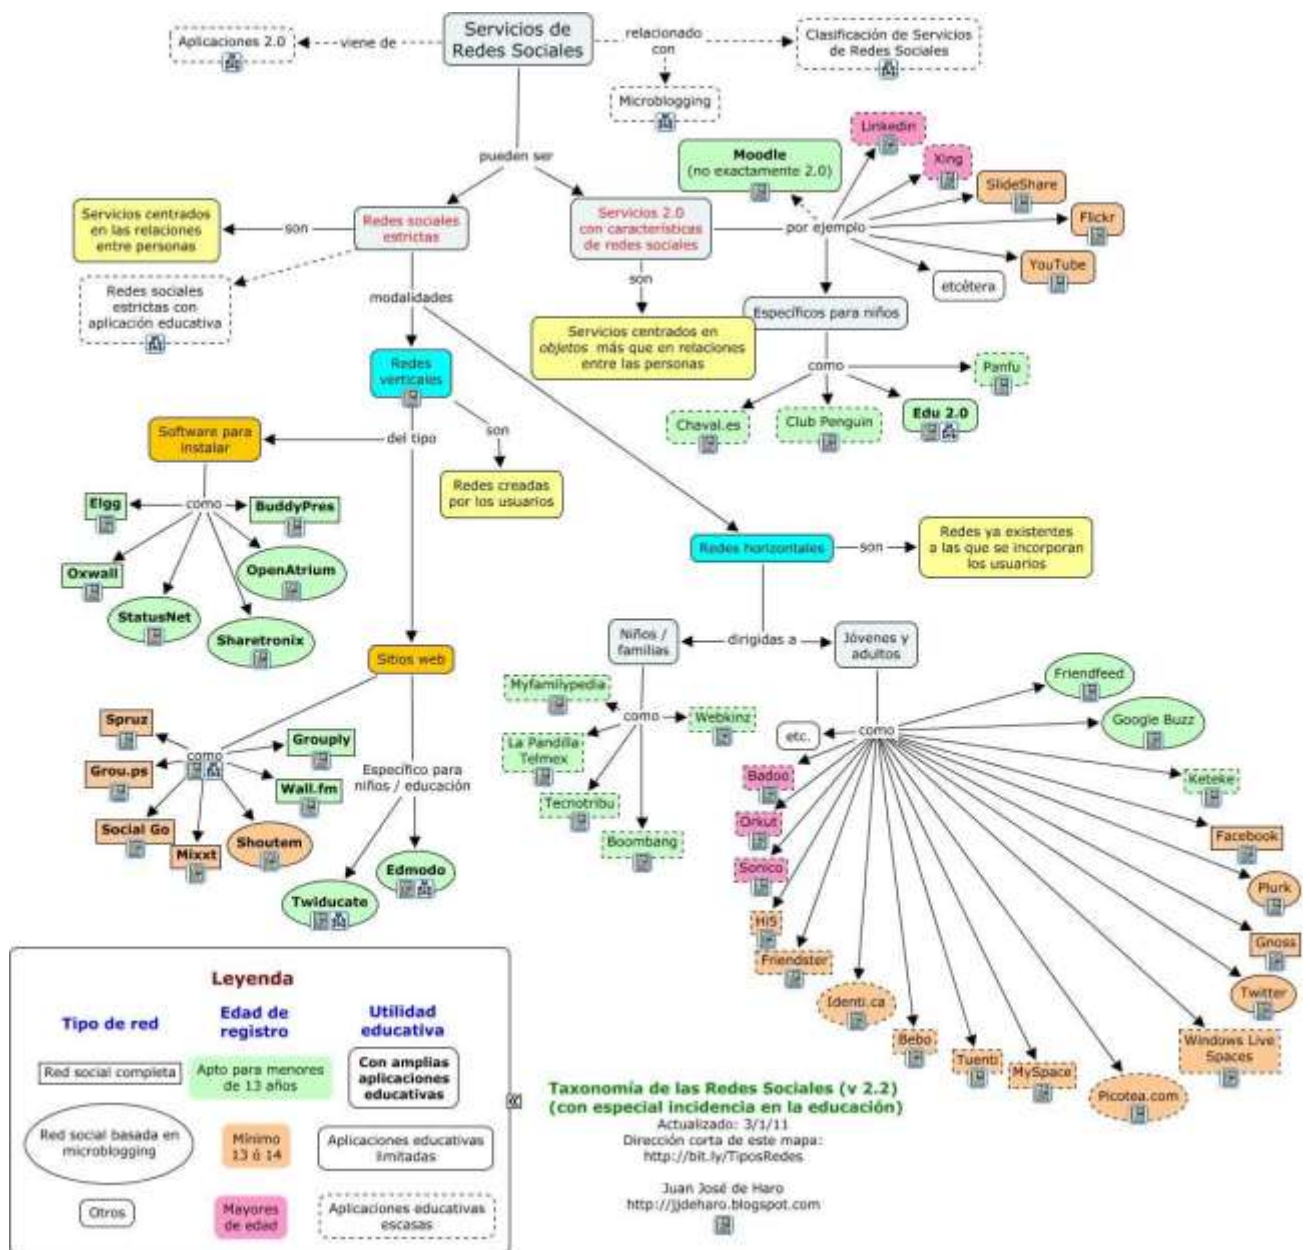 Servicios de
Redes Sociales
Aplicaciones 2.0
viene de
relacionado
con
Clasificación de Servicios
de Redes Sociales
Microblogging
pueden ser
Linkedin
Moodle
(no exactamente 2.0)
Xing
SlideShare
Flickr
YouTube
etcétera
por ejemplo
Servicios centrados
en las relaciones
entre personas
son
Redes sociales
estrictas
Servicios 2.0
con características
de redes sociales
son
Redes sociales
estrictas con
aplicación educativa
modalidades
Específicos para niños
Servicios centrados en
objetos más que en relaciones
entre las personas
como
Panfu
Chaval.es
Club Penguin
Edu 2.0
Redes
verticales
Software para
instalar
del tipo
son
Redes creadas
por los usuarios
Elgg
como
BuddyPres
Oxwall
OpenAtrium
StatusNet
Sharetronix
Redes horizontales
son
Redes ya existentes
a las que se incorporan
los usuarios
Niños /
familias
dirigidas a
Jóvenes y
adultos
Sitios web
Myfamilypedia
como
Webkinz
La Pandilla
Telmex
Tecnotribu
Boombang
Spruz
como
Grouply
Grou.ps
Wall.fm
Social Go
Mixxt
Shoutem
Específico para
niños / educación
Edmodo
Twiducate
etc.
como
Friendfeed
Google Buzz
Keteke
Badoo
Orkut
Sonico
Facebook
Plurk
Gnoss
Twitter
Hi5
Friendster
Identi.ca
Bebo
Tuenti
MySpace
Picotea.com
Windows Live
Spaces
Leyenda
Tipo de red
Edad de
registro
Utilidad
educativa
Red social completa
Apto para menores
de 13 años
Con amplias
aplicaciones
educativas
Red social basada en
microblogging
Mínimo
13 ó 14
Aplicaciones educativas
limitadas
Otros
Mayores
de edad
Aplicaciones educativas
escasas
Taxonomía de las Redes Sociales (v 2.2)
(con especial incidencia en la educación)
Actualizado: 3/1/11
Dirección corta de este mapa:
http://bit.ly/TiposRedes
Juan José de Haro
http://jjdeharo.blogspot.com